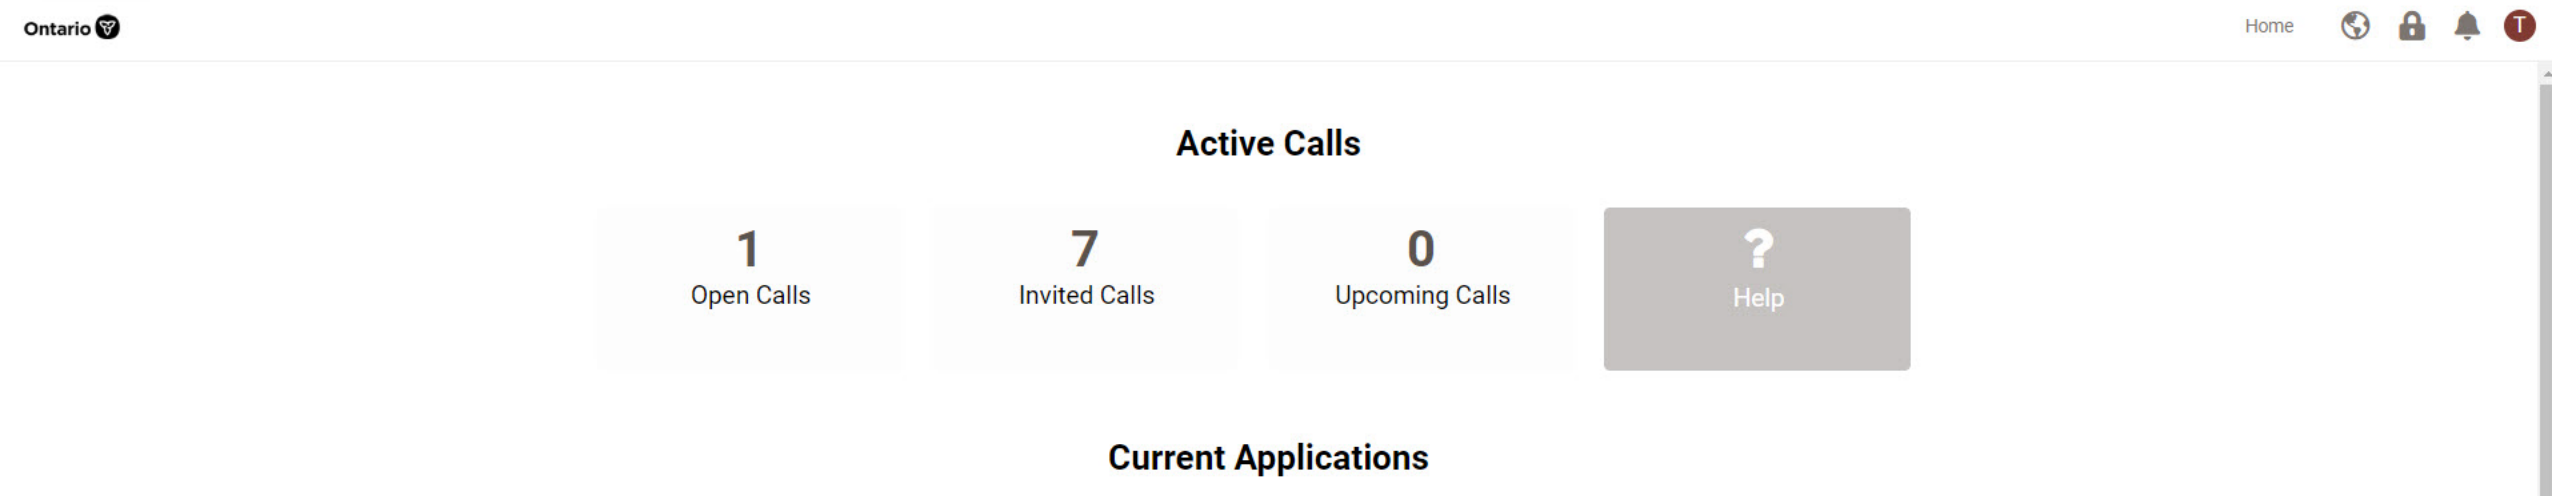 Ontario
Home
T
Active Calls
1
Open Calls
7
Invited Calls
0
Upcoming Calls
?
Help
Current Applications